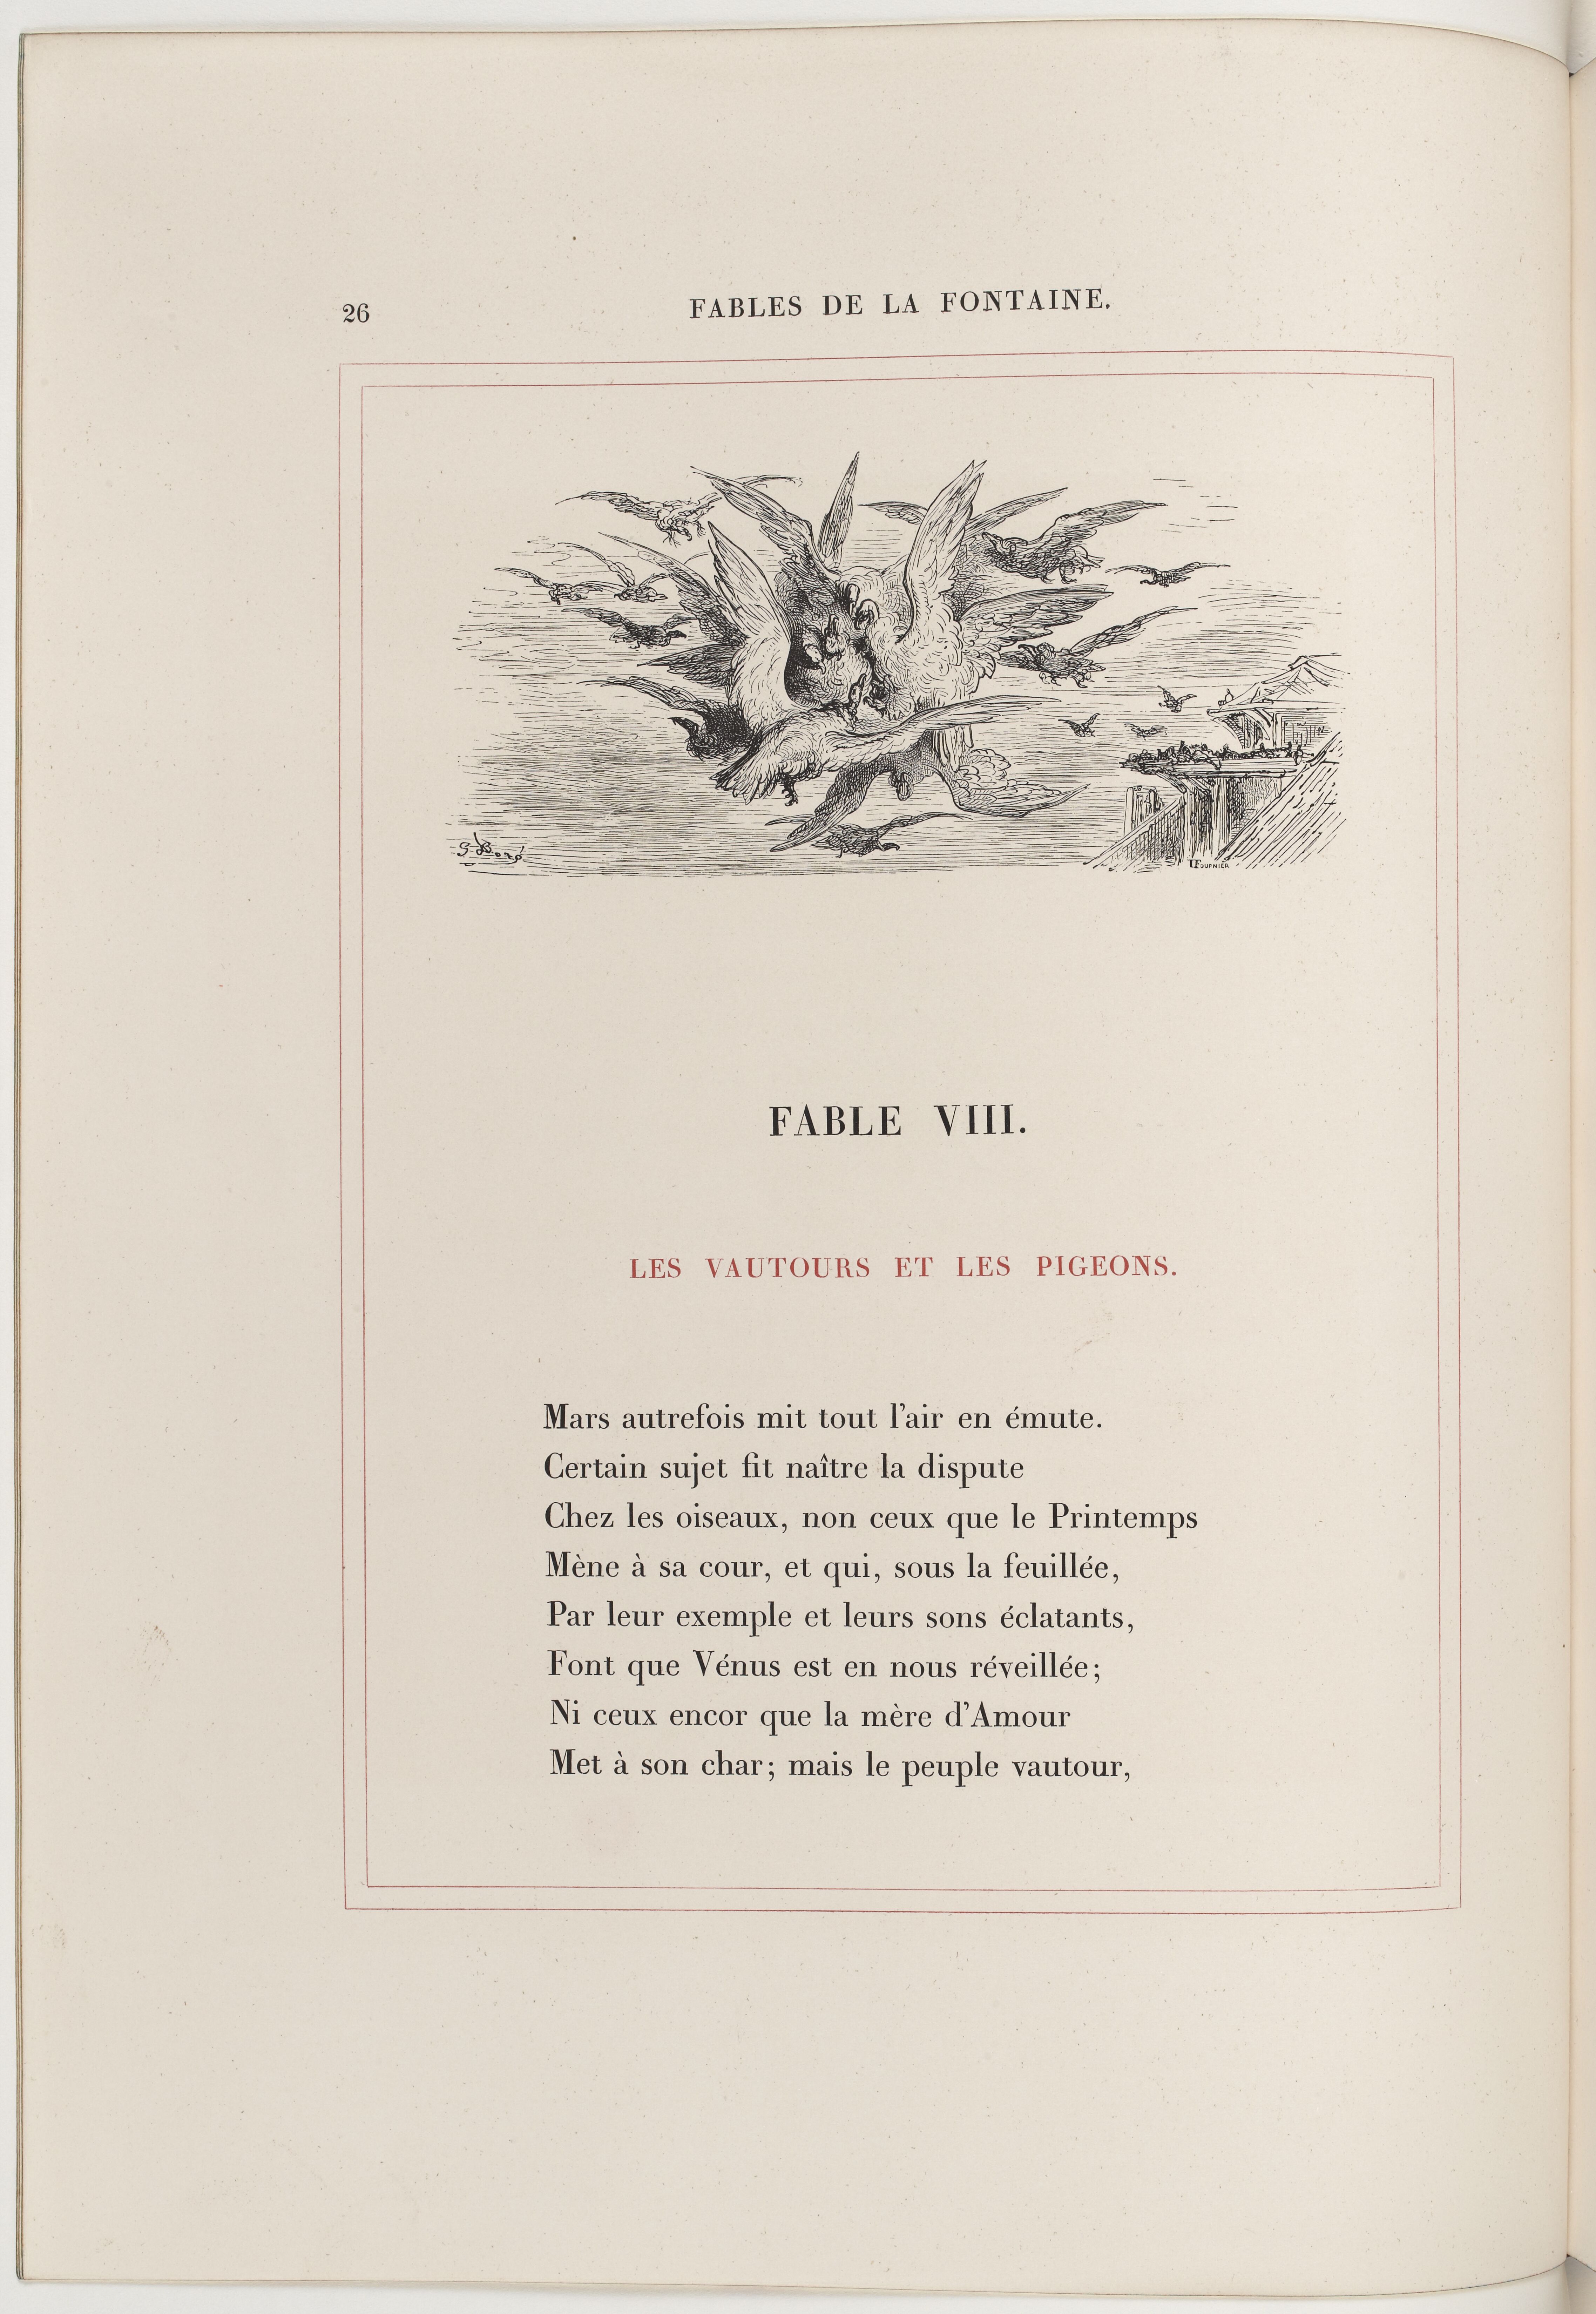 26
FABLES DE LA FONTAINE.
G. Doré
FOURNIER
FABLE VIII.
LES VAUTOURS ET LES PIGEONS.
Mars autrefois mit tout l'air en émute.
Certain sujet fit naître la dispute
Chez les oiseaux, non ceux que le Printemps
Mène à sa cour, et qui, sous la feuillée,
Par leur exemple et leurs sons éclatants,
Font que Vénus est en nous réveillée;
Ni ceux encor que la mère d'Amour
Met à son char; mais le peuple vautour,